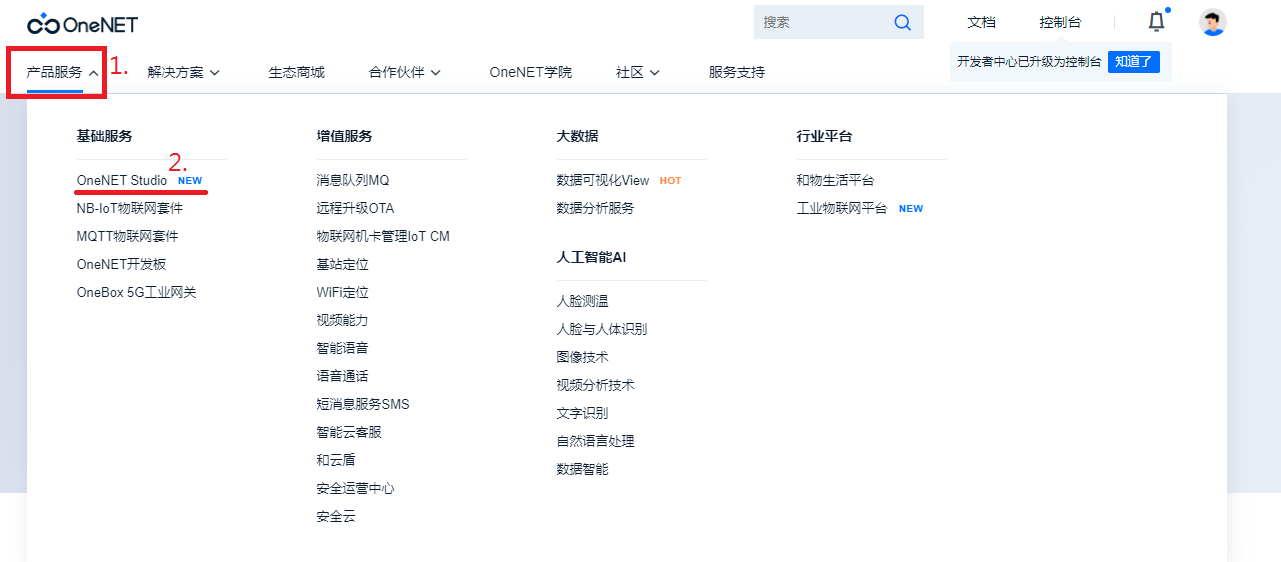 OneNET
搜索
文档
控制台
产品服务
1.
解决方案
生态商城
合作伙伴
OneNET学院
社区
服务支持
开发者中心已升级为控制台
知道了
基础服务
2.
OneNET Studio NEW
NB-IoT物联网套件
MQTT物联网套件
OneNET开发板
OneBox 5G工业网关
增值服务
消息队列MQ
远程升级OTA
物联网机卡管理IoT CM
基站定位
WiFi定位
视频能力
智能语音
语音通话
短消息服务SMS
智能云客服
和云盾
安全运营中心
安全云
大数据
数据可视化View HOT
数据分析服务
人工智能AI
人脸测温
人脸与人体识别
图像技术
视频分析技术
文字识别
自然语言处理
数据智能
行业平台
和物生活平台
工业物联网平台 NEW